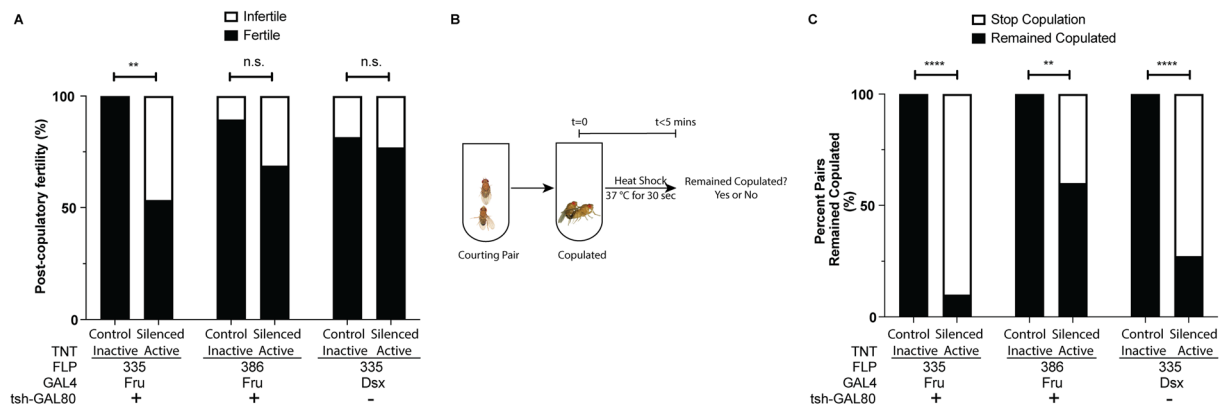 A
Infertile
Fertile
**
n.s.
n.s.
100
50
0
Post-copulatory fertility (%)
Control Silenced Control Silenced Control Silenced
TNT Inactive Active Inactive Active Inactive Active
FLP 335 386 335
GAL4 Fru Fru Dsx
tsh-GAL80 + + -
B
t=0 t<5 mins
Heat Shock
37 °C for 30 sec
Remained Copulated?
Yes or No
Courting Pair
Copulated
C
Stop Copulation
Remained Copulated
****
**
****
100
50
0
Percent Pairs
Remained Copulated
(%)
Control Silenced Control Silenced Control Silenced
TNT Inactive Active Inactive Active Inactive Active
FLP 335 386 335
GAL4 Fru Fru Dsx
tsh-GAL80 + + -